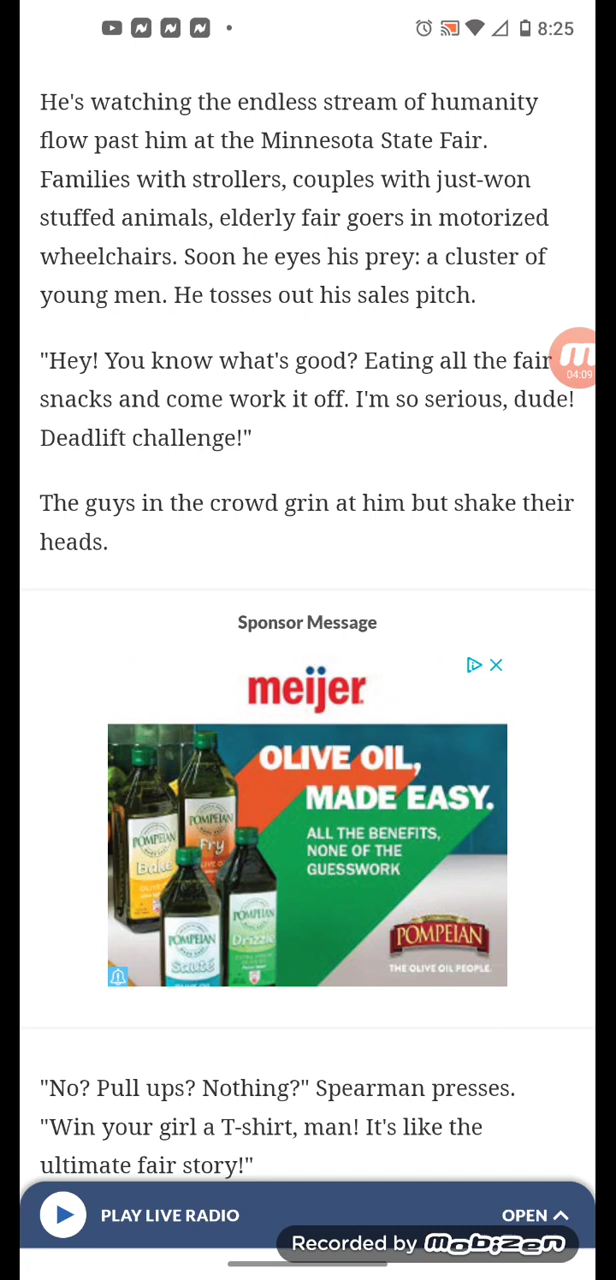 8:25
He's watching the endless stream of humanity
flow past him at the Minnesota State Fair.
Families with strollers, couples with just-won
stuffed animals, elderly fair goers in motorized
wheelchairs. Soon he eyes his prey: a cluster of
young men. He tosses out his sales pitch.
"Hey! You know what's good? Eating all the fair
snacks and come work it off. I'm so serious, dude!
Deadlift challenge!"
04:09
The guys in the crowd grin at him but shake their
heads.
Sponsor Message
meijer
OLIVE OIL,
MADE EASY.
ALL THE BENEFITS,
NONE OF THE
GUESSWORK
POMPEIAN
Bake
POMPEIAN
Fry
POMPEIAN
Sauté
POMPEIAN
Drizzle
POMPEIAN
THE OLIVE OIL PEOPLE.
"No? Pull ups? Nothing?" Spearman presses.
"Win your girl a T-shirt, man! It's like the
ultimate fair story!"
PLAY LIVE RADIO
OPEN
Recorded by mobizen